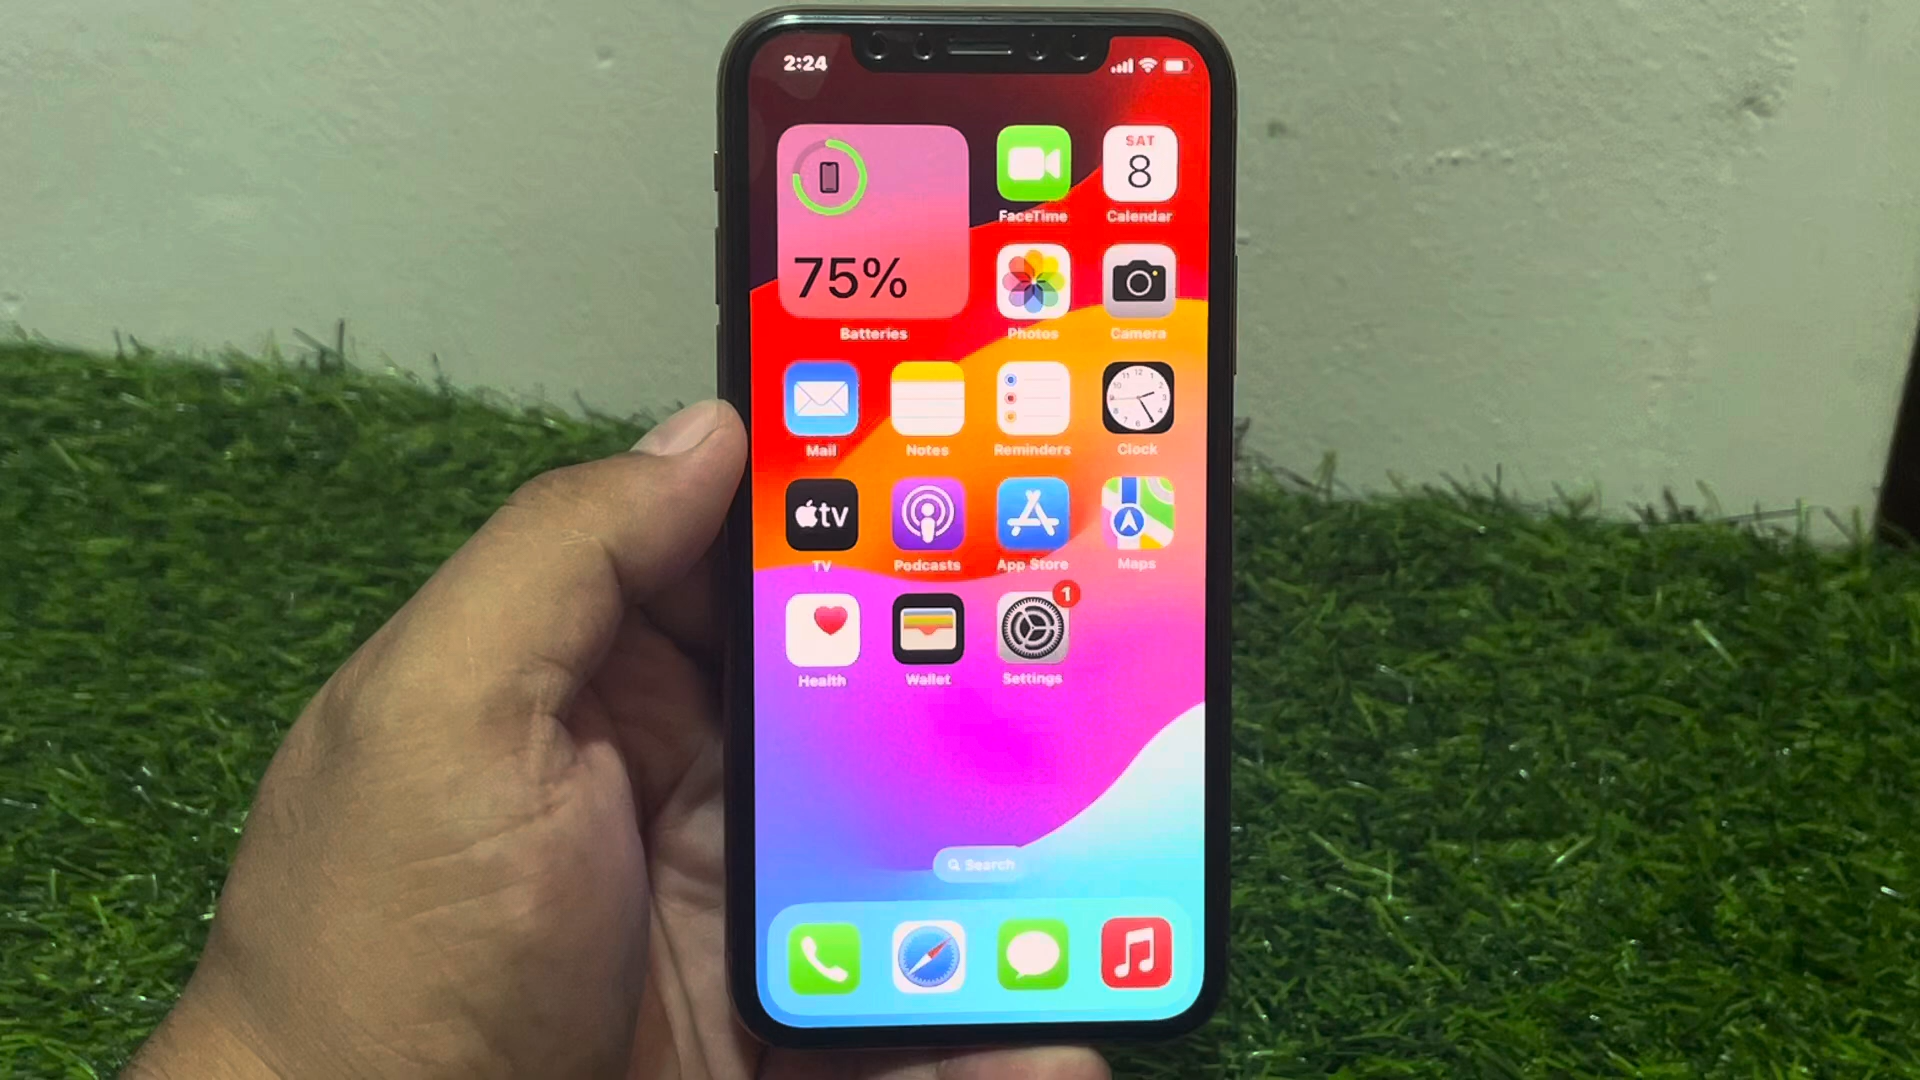 2:24
SAT
8
FaceTime
Calendar
75%
Batteries
Photos
Camera
Mail
Notes
Reminders
Clock
tv
TV
Podcasts
App Store
Maps
1
Health
Wallet
Settings
Search